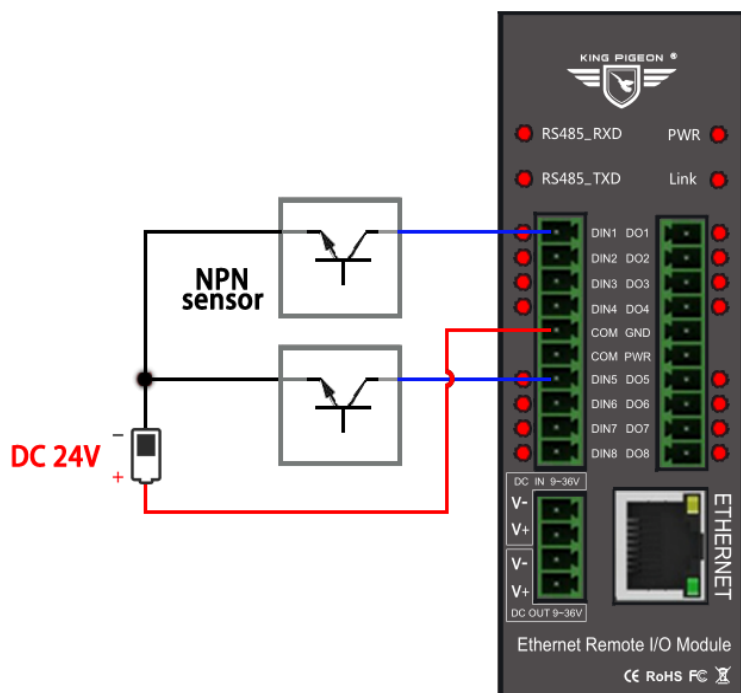 KING PIGEON ®
RS485_RXD PWR
RS485_TXD Link
NPN
sensor
DIN1 DO1
DIN2 DO2
DIN3 DO3
DIN4 DO4
COM GND
COM PWR
DIN5 DO5
DIN6 DO6
DIN7 DO7
DIN8 DO8
−
DC 24V
+
DC IN 9-36V
V-
V+
V-
V+
DC OUT 9-36V
ETHERNET
Ethernet Remote I/O Module
CE RoHS FC